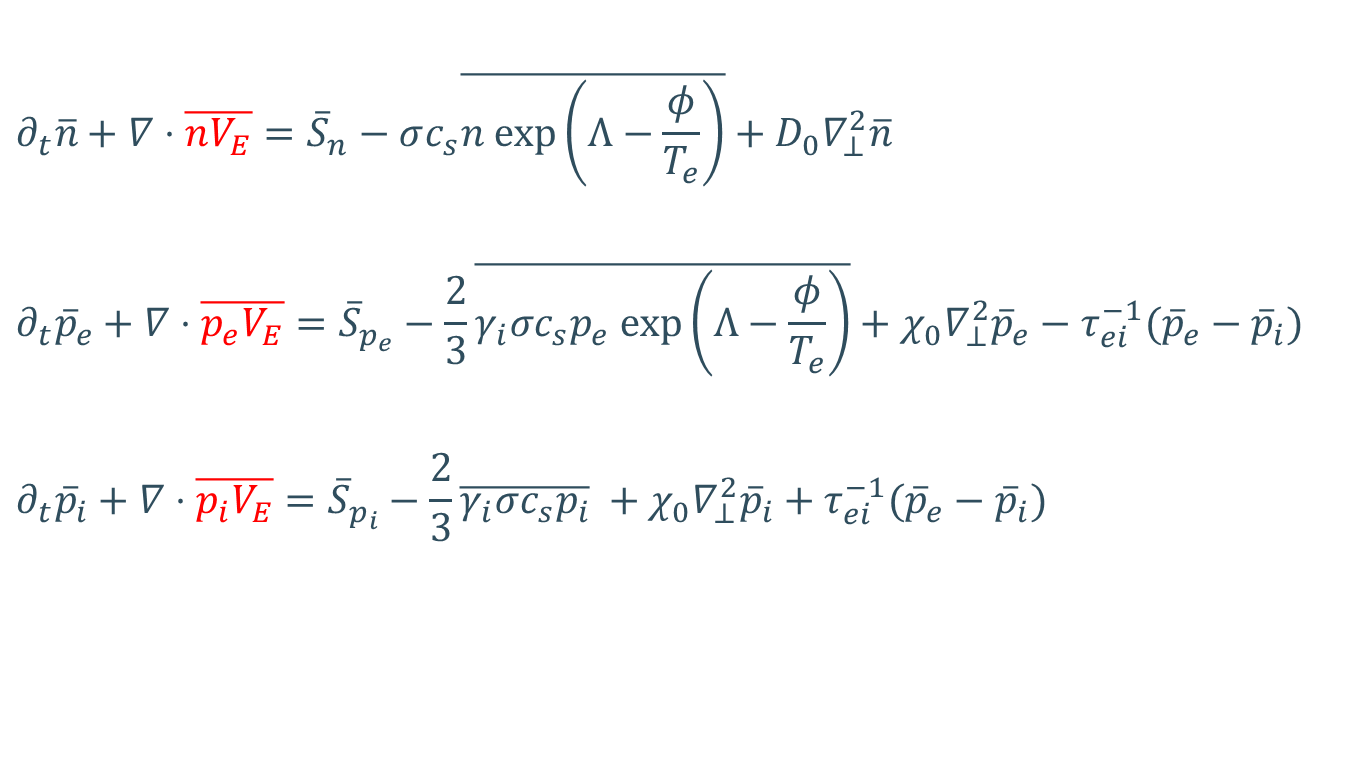 ∂ₜn̄ + ∇ · \overline{nV_E} = S̄ₙ − σcₛ\overline{n exp(Λ − ϕ/Tₑ)} + D₀∇⊥²n̄
∂ₜp̄ₑ + ∇ · \overline{pₑV_E} = S̄_{pₑ} − 2/3 \overline{γᵢσcₛpₑ exp(Λ − ϕ/Tₑ)} + χ₀∇⊥²p̄ₑ − τₑᵢ⁻¹(p̄ₑ − p̄ᵢ)
∂ₜp̄ᵢ + ∇ · \overline{pᵢV_E} = S̄_{pᵢ} − 2/3 \overline{γᵢσcₛpᵢ} + χ₀∇⊥²p̄ᵢ + τₑᵢ⁻¹(p̄ₑ − p̄ᵢ)